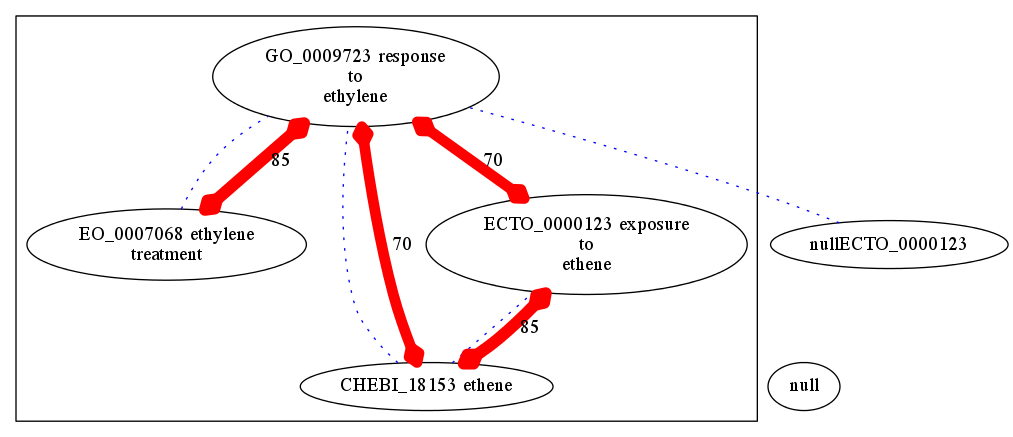 GO_0009723 response
to
ethylene
85
70
70
EO_0007068 ethylene
treatment
ECTO_0000123 exposure
to
ethene
nullECTO_0000123
85
CHEBI_18153 ethene
null